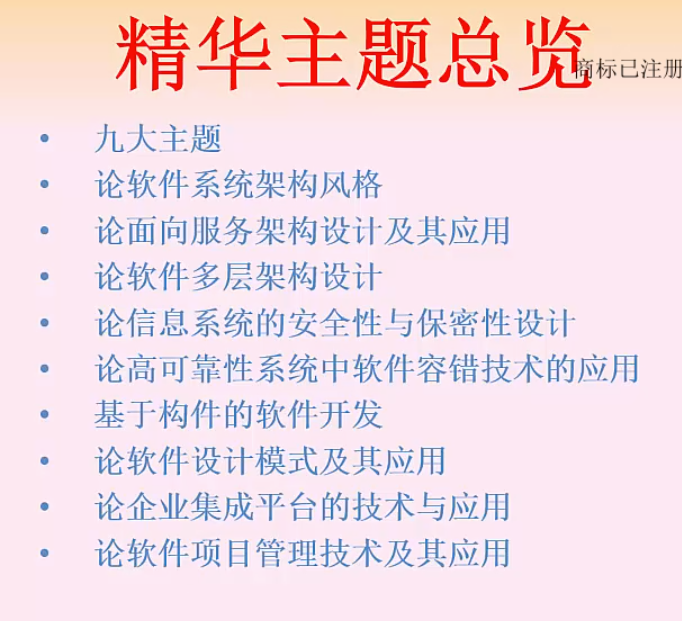 精华主题总览
商标已注册
• 九大主题
• 论软件系统架构风格
• 论面向服务架构设计及其应用
• 论软件多层架构设计
• 论信息系统的安全性与保密性设计
• 论高可靠性系统中软件容错技术的应用
• 基于构件的软件开发
• 论软件设计模式及其应用
• 论企业集成平台的技术与应用
• 论软件项目管理技术及其应用